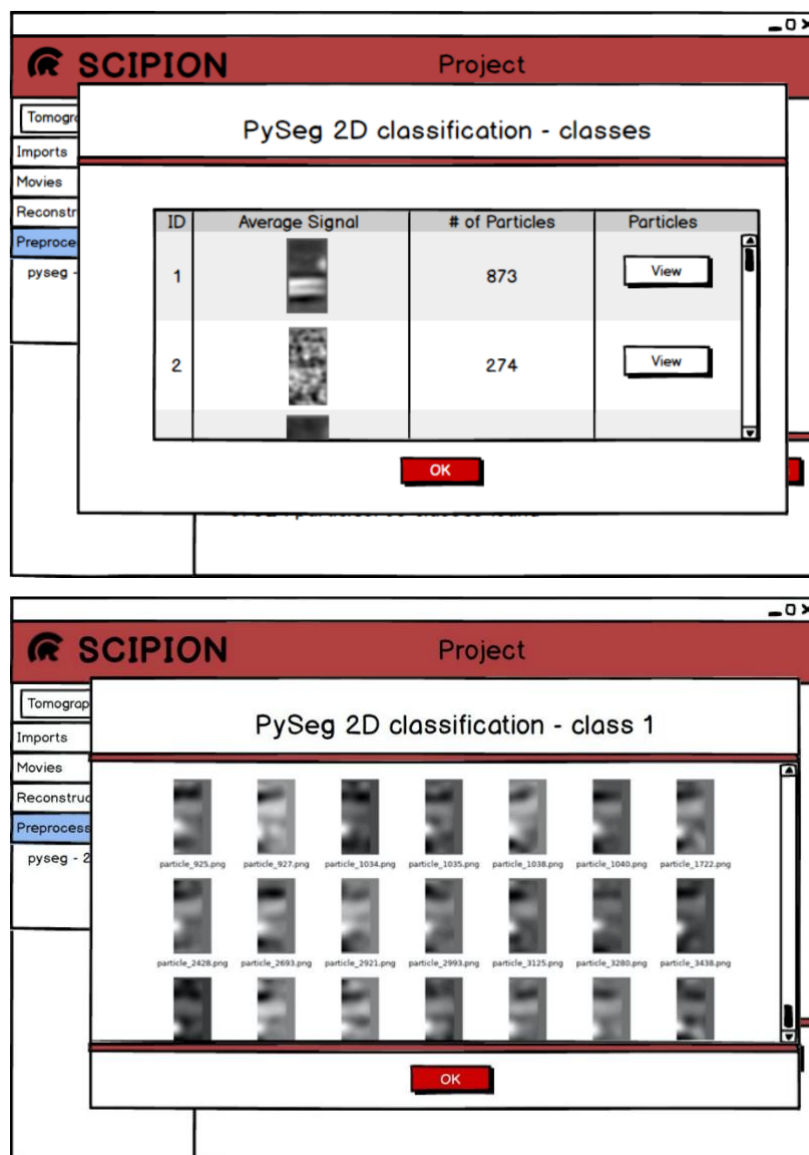 SCIPION Project
Tomogr
PySeg 2D classification - classes
Imports
Movies
Reconstr
Preproce
pyseg -
ID Average Signal # of Particles Particles
1 873 View
2 274 View
OK
SCIPION Project
Tomograp
PySeg 2D classification - class 1
Imports
Movies
Reconstruc
Preprocess
pyseg - 2
particle_925.png particle_927.png particle_1034.png particle_1035.png particle_1038.png particle_1040.png particle_1722.png
particle_2428.png particle_2693.png particle_2921.png particle_2993.png particle_3125.png particle_3280.png particle_3438.png
OK